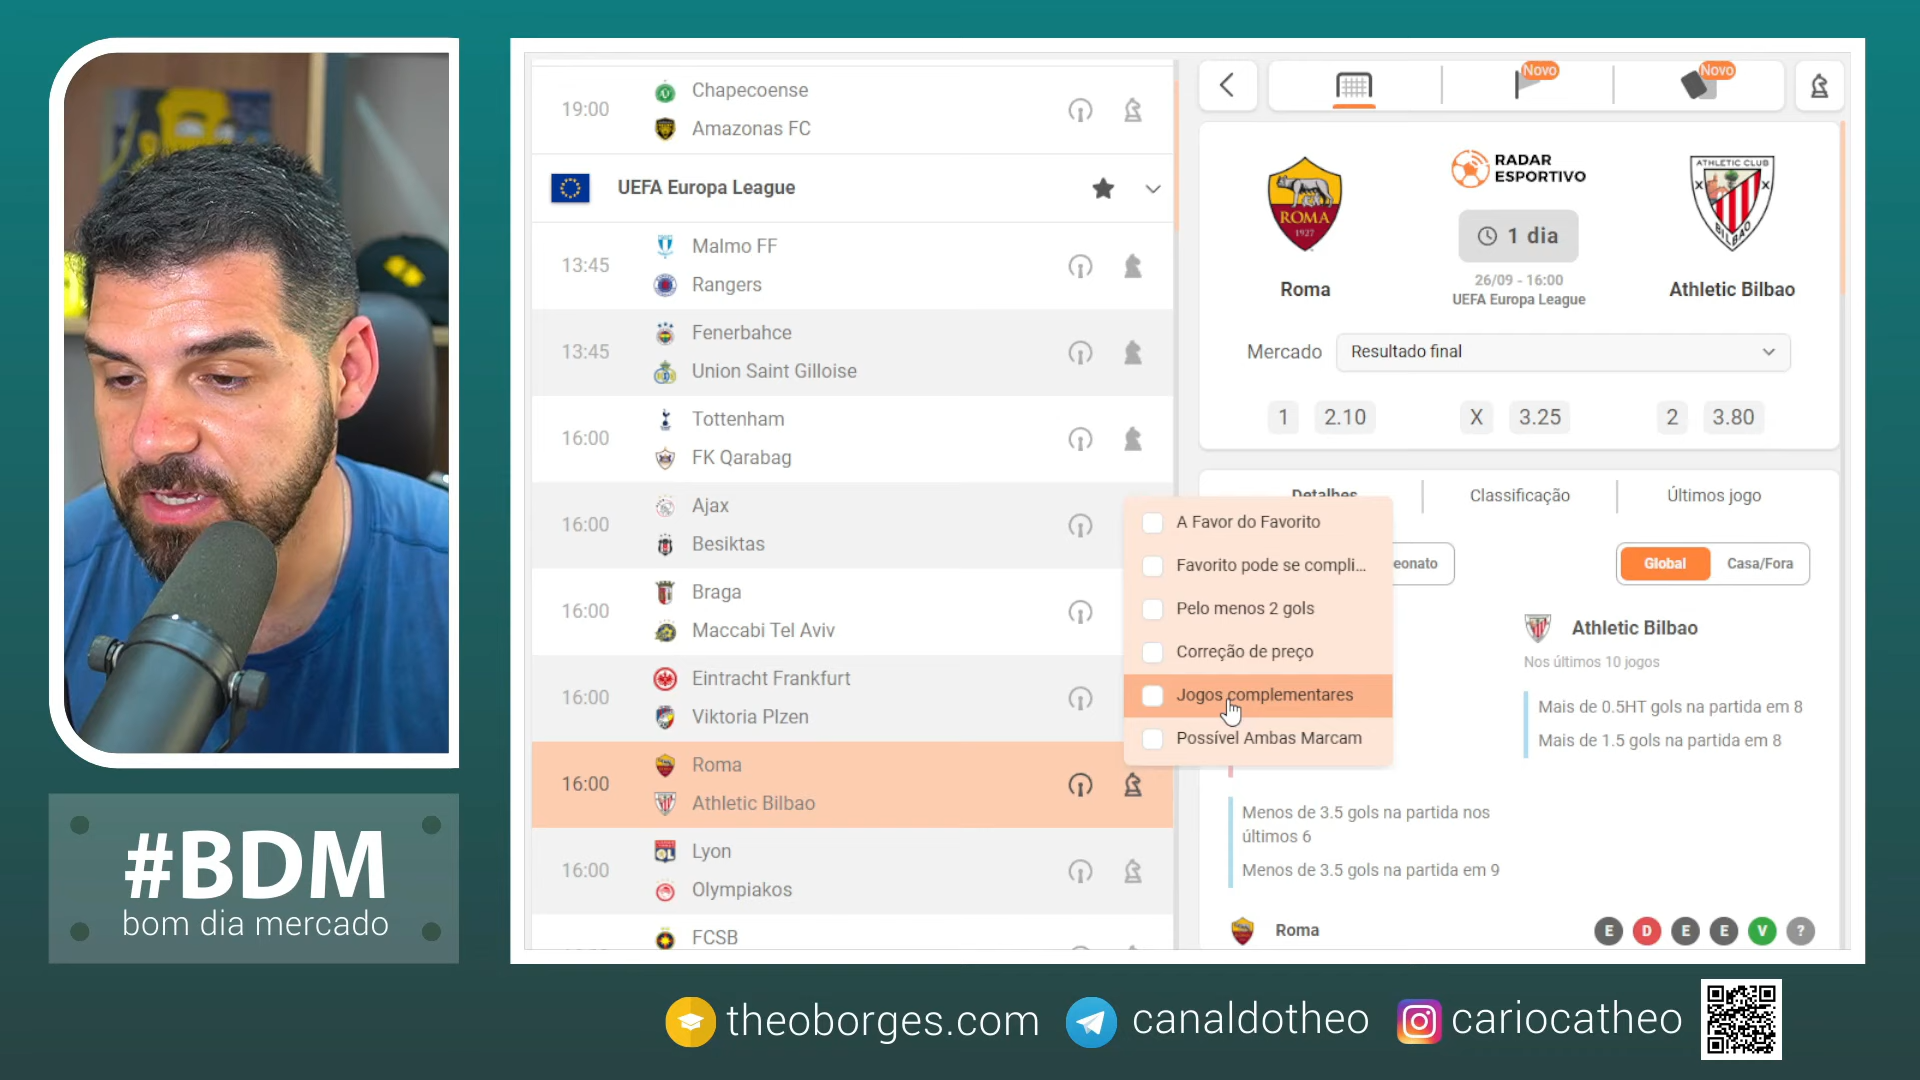 #BDM
bom dia mercado
19:00
Chapecoense
Amazonas FC
UEFA Europa League
13:45
Malmo FF
Rangers
13:45
Fenerbahce
Union Saint Gilloise
16:00
Tottenham
FK Qarabag
16:00
Ajax
Besiktas
16:00
Braga
Maccabi Tel Aviv
16:00
Eintracht Frankfurt
Viktoria Plzen
16:00
Roma
Athletic Bilbao
16:00
Lyon
Olympiakos
FCSB
Novo
Novo
ROMA
1927
RADAR
ESPORTIVO
ATHLETIC CLUB
BILBAO
1 dia
26/09 - 16:00
UEFA Europa League
Roma
Athletic Bilbao
Mercado
Resultado final
1 2.10 X 3.25 2 3.80
Detalhes
Classificação
Últimos jogo
A Favor do Favorito
Favorito pode se compli...
Pelo menos 2 gols
Correção de preço
Jogos complementares
Possível Ambas Marcam
eonato
Global
Casa/Fora
Athletic Bilbao
Nos últimos 10 jogos
Mais de 0.5HT gols na partida em 8
Mais de 1.5 gols na partida em 8
Menos de 3.5 gols na partida nos
últimos 6
Menos de 3.5 gols na partida em 9
Roma
E D E E V ?
theoborges.com
canaldotheo
cariocatheo